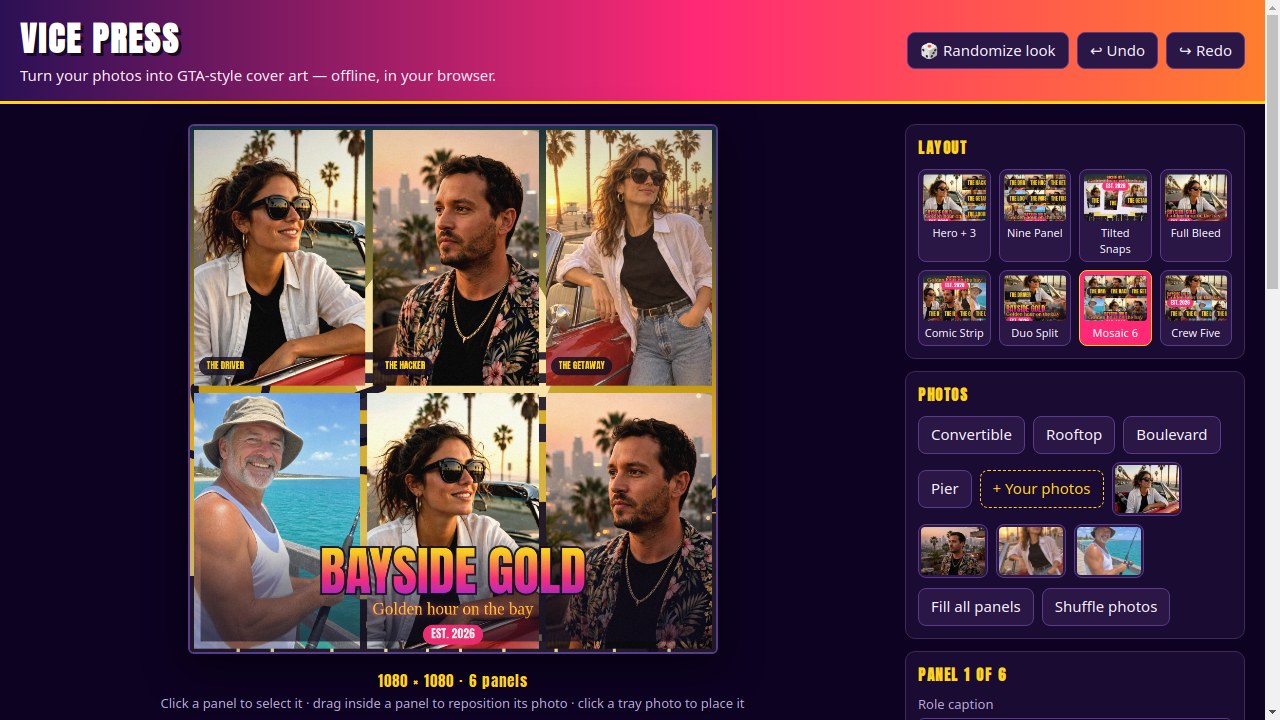 VICE PRESS
Turn your photos into GTA-style cover art — offline, in your browser.
🎲 Randomize look
↩ Undo
↪ Redo
THE DRIVER
THE HACKER
THE GETAWAY
BAYSIDE GOLD
Golden hour on the bay
EST. 2026
1080 × 1080 · 6 panels
Click a panel to select it · drag inside a panel to reposition its photo · click a tray photo to place it
LAYOUT
Hero + 3
Nine Panel
Tilted
Snaps
Full Bleed
Comic Strip
Duo Split
Mosaic 6
Crew Five
PHOTOS
Convertible
Rooftop
Boulevard
Pier
+ Your photos
Fill all panels
Shuffle photos
PANEL 1 OF 6
Role caption